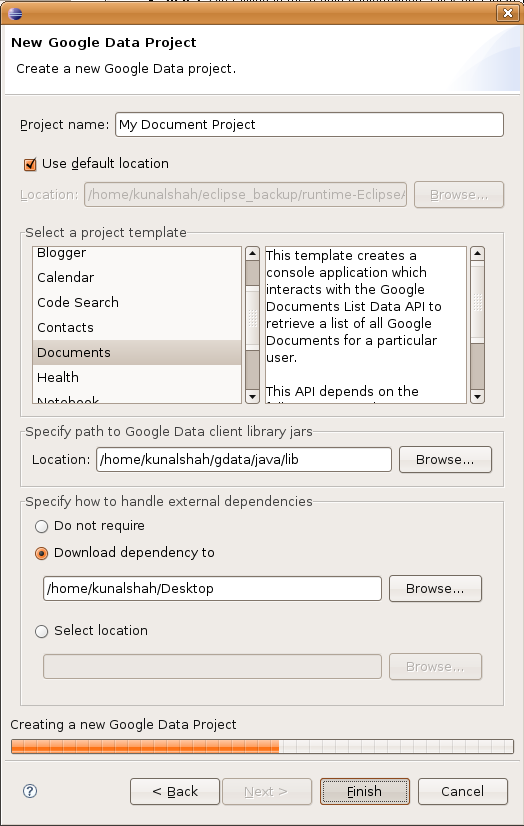 New Google Data Project
Create a new Google Data project.
Project name: My Document Project
Use default location
Location: /home/kunalshah/eclipse_backup/runtime-Eclipse/ Browse...
Select a project template
Blogger
Calendar
Code Search
Contacts
Documents
Health
Notebook
This template creates a
console application which
interacts with the Google
Documents List Data API to
retrieve a list of all Google
Documents for a particular
user.
This API depends on the
Specify path to Google Data client library jars
Location: /home/kunalshah/gdata/java/lib Browse...
Specify how to handle external dependencies
Do not require
Download dependency to
/home/kunalshah/Desktop Browse...
Select location
Browse...
Creating a new Google Data Project
? < Back Next > Finish Cancel